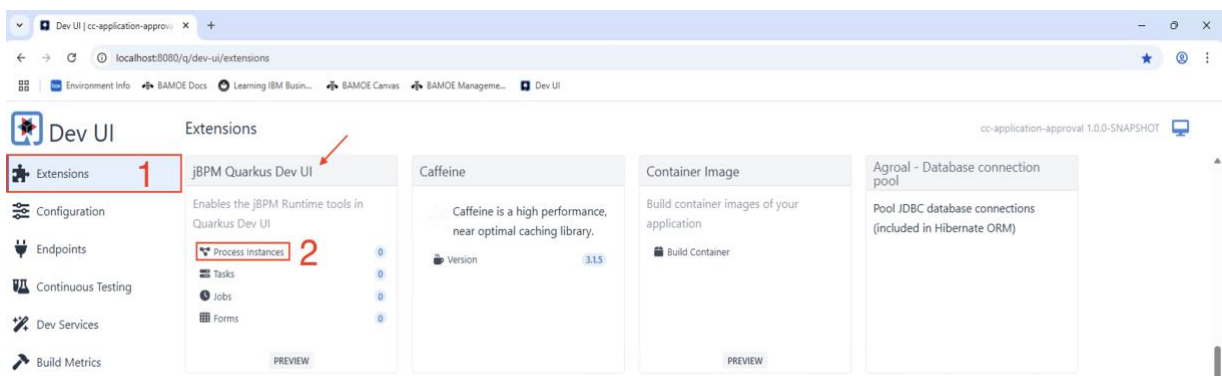 Dev UI | cc-application-approv
localhost:8080/q/dev-ui/extensions
Environment Info BAMOE Docs Learning IBM Busin... BAMOE Canvas BAMOE Manageme... Dev UI
Dev UI
Extensions
cc-application-approval 1.0.0-SNAPSHOT
Extensions
1
Configuration
Endpoints
Continuous Testing
Dev Services
Build Metrics
jBPM Quarkus Dev UI
Enables the jBPM Runtime tools in
Quarkus Dev UI
Process Instances 2 0
Tasks 0
Jobs 0
Forms 0
PREVIEW
Caffeine
Caffeine is a high performance,
near optimal caching library.
Version 3.1.5
Container Image
Build container images of your
application
Build Container
PREVIEW
Agroal - Database connection
pool
Pool JDBC database connections
(included in Hibernate ORM)